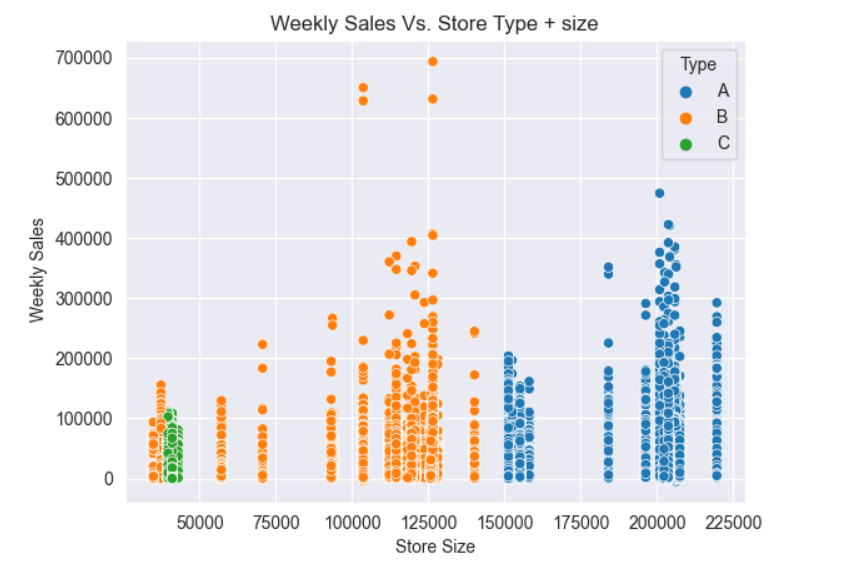 Weekly Sales Vs. Store Type + size
700000
600000
500000
400000
300000
200000
100000
0
Weekly Sales
Type
A
B
C
50000 75000 100000 125000 150000 175000 200000 225000
Store Size